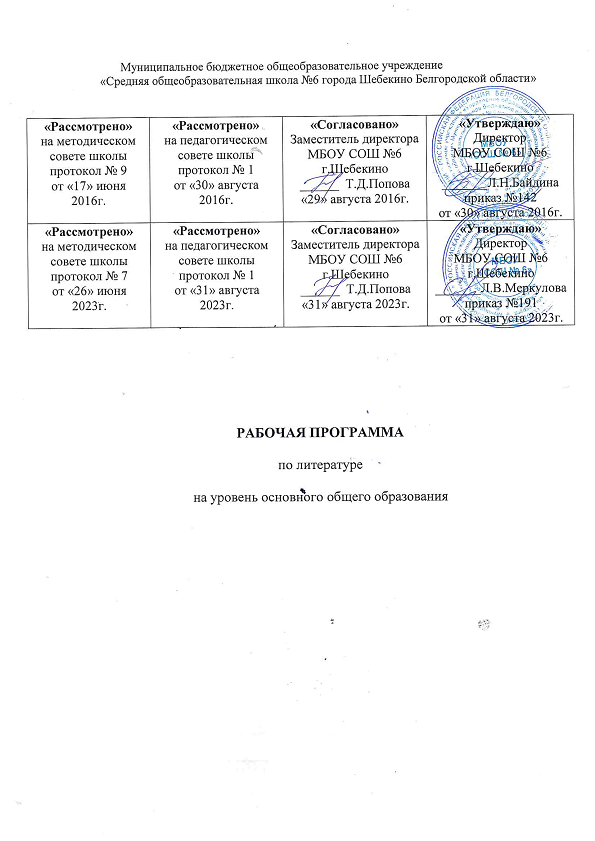 Муниципальное бюджетное общеобразовательное учреждение
«Средняя общеобразовательная школа №6 города Шебекино Белгородской области»
«Рассмотрено»
на методическом
совете школы
протокол № 9
от «17» июня
2016г.
«Рассмотрено»
на педагогическом
совете школы
протокол № 1
от «30» августа
2016г.
«Согласовано»
Заместитель директора
МБОУ СОШ №6
г.Шебекино
______ Т.Д.Попова
«29» августа 2016г.
«Утверждаю»
Директор
МБОУ СОШ №6
г.Шебекино
______ Л.Н.Байдина
приказ №142
от «30» августа 2016г.
«Рассмотрено»
на методическом
совете школы
протокол № 7
от «26» июня
2023г.
«Рассмотрено»
на педагогическом
совете школы
протокол № 1
от «31» августа
2023г.
«Согласовано»
Заместитель директора
МБОУ СОШ №6
г.Шебекино
______ Т.Д.Попова
«31» августа 2023г.
«Утверждаю»
Директор
МБОУ СОШ №6
г.Шебекино
______ Л.В.Меркулова
приказ №191
от «31» августа 2023г.
РАБОЧАЯ ПРОГРАММА
по литературе
на уровень основного общего образования